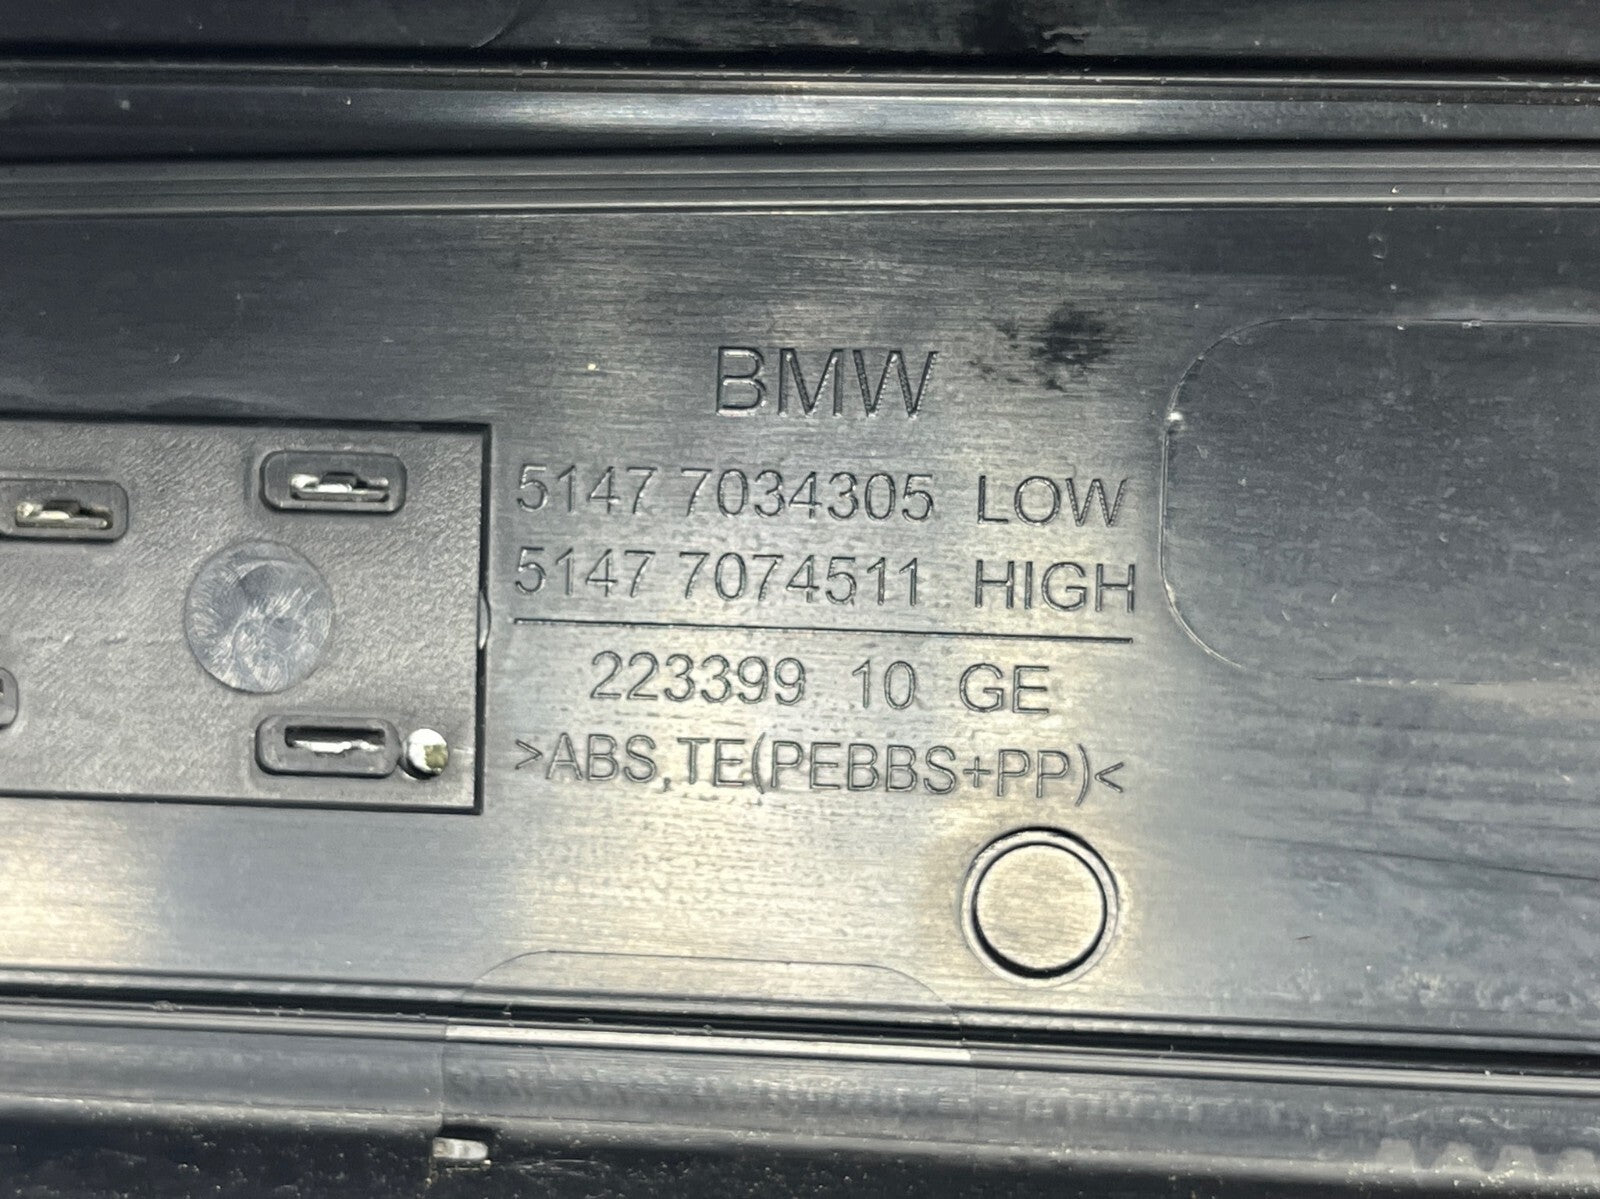 BMW
5147 7034305 LOW
5147 7074511 HIGH
223399 10 GE
>ABS,TE(PEBBS+PP)<